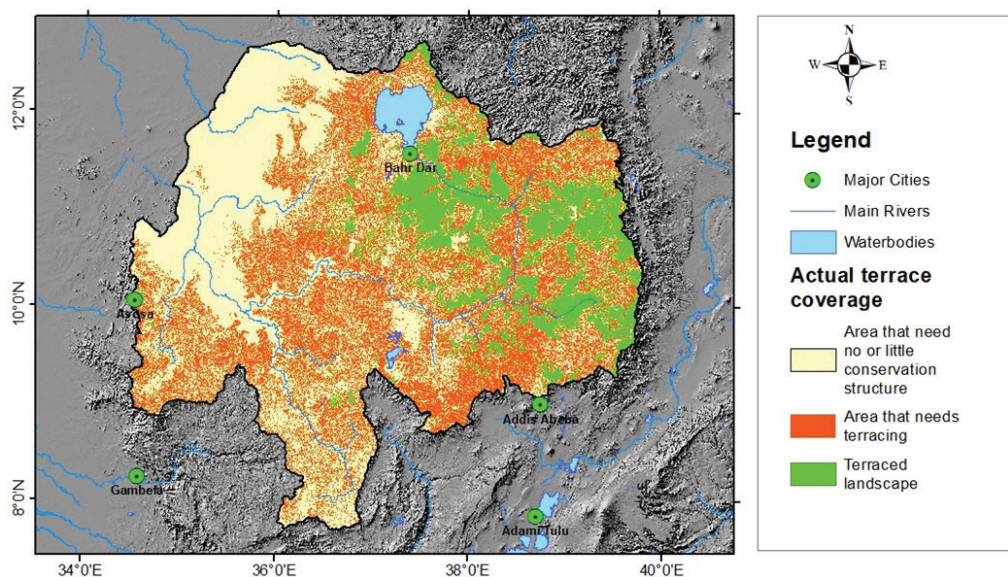 12°0'N
10°0'N
8°0'N
34°0'E
36°0'E
38°0'E
40°0'E
Bahr Dar
Asosa
Addis Ababa
Gambela
Adami Tulu
N
W
E
S
Legend
Major Cities
Main Rivers
Waterbodies
Actual terrace
coverage
Area that need
no or little
conservation
structure
Area that needs
terracing
Terraced
landscape